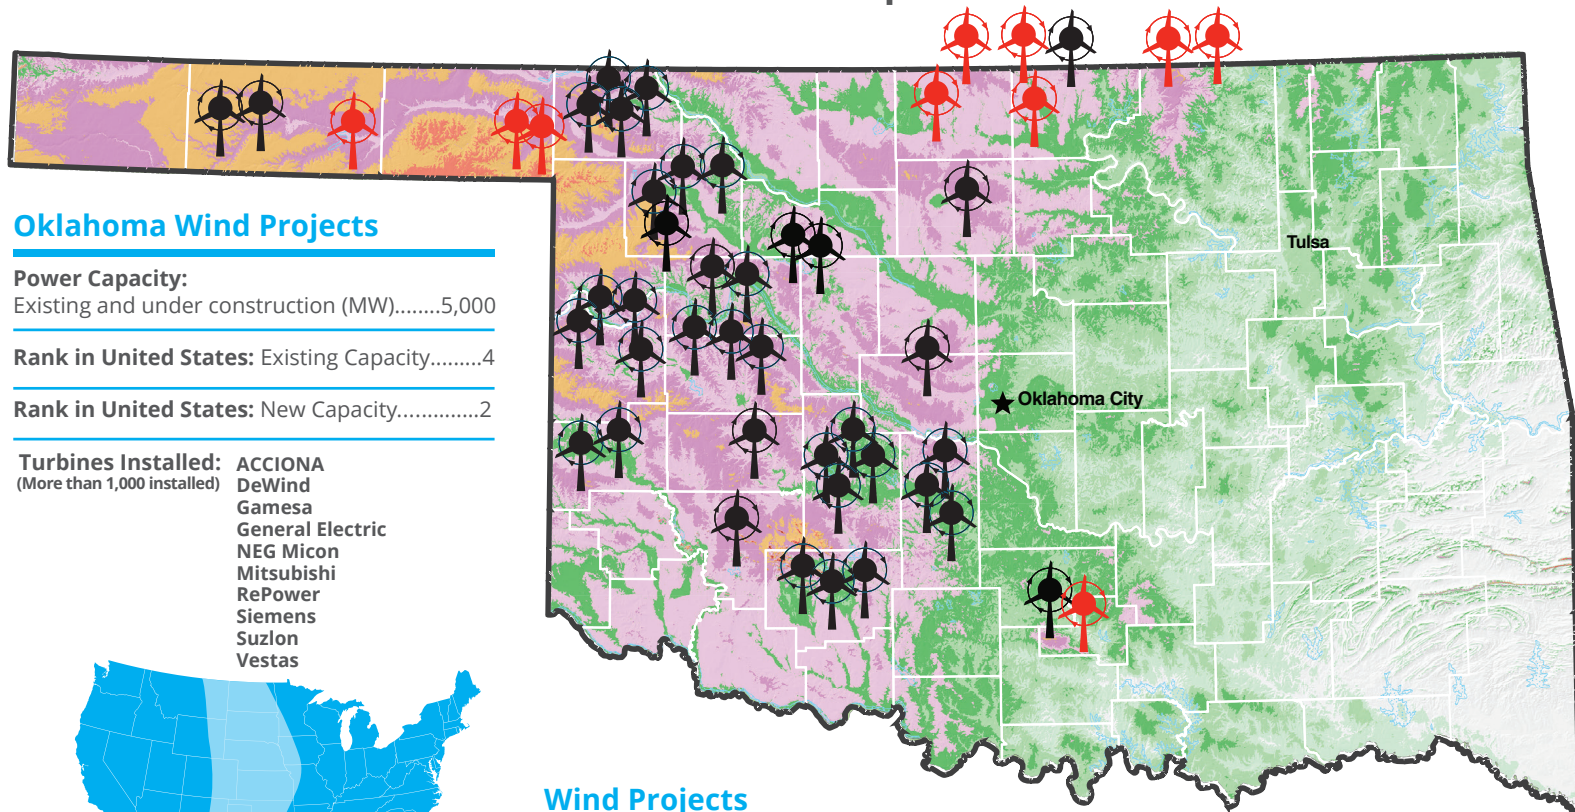 Oklahoma Wind Projects
Power Capacity:
Existing and under construction (MW)........5,000
Rank in United States: Existing Capacity.........4
Rank in United States: New Capacity..............2
Turbines Installed:
(More than 1,000 installed)
ACCIONA
DeWind
Gamesa
General Electric
NEG Micon
Mitsubishi
RePower
Siemens
Suzlon
Vestas
Tulsa
Oklahoma City
Wind Projects